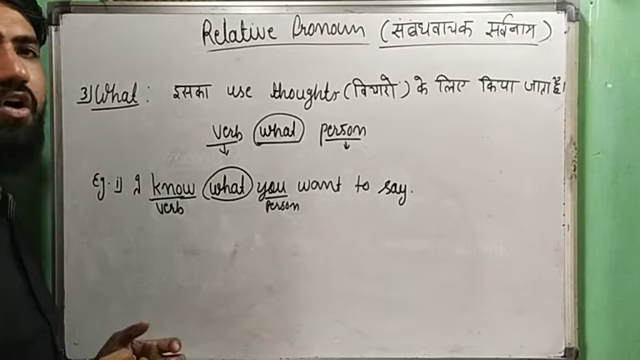 Relative Pronoun (संबंधवाचक सर्वनाम)
3) What : इसका use thoughts (विचारों) के लिए किया जाता है।
verb what person
Eg. i) I know what you want to say.
verb person